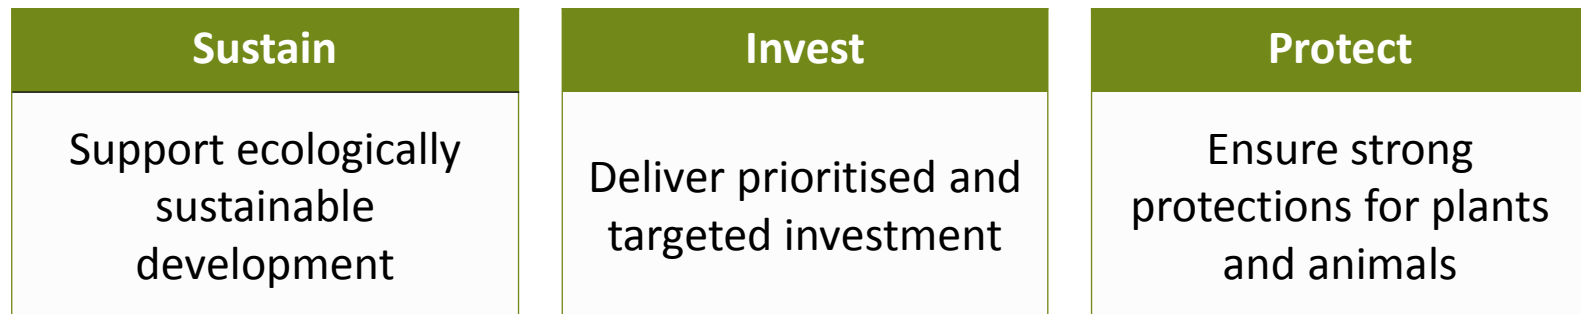 Sustain
Support ecologically
sustainable
development
Invest
Deliver prioritised and
targeted investment
Protect
Ensure strong
protections for plants
and animals